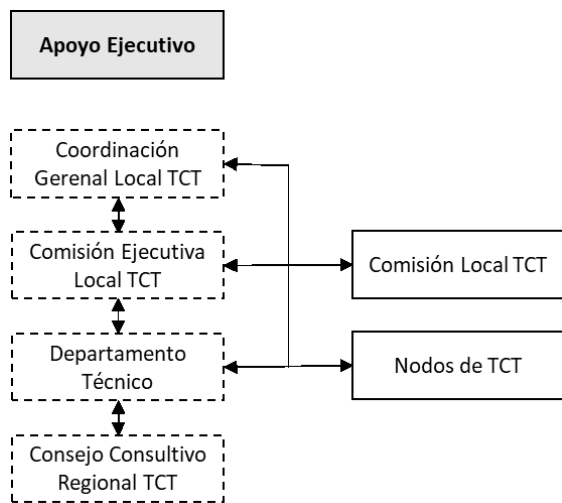 Apoyo Ejecutivo
Coordinación
Gerenal Local TCT
Comisión Ejecutiva
Local TCT
Comisión Local TCT
Departamento
Técnico
Nodos de TCT
Consejo Consultivo
Regional TCT